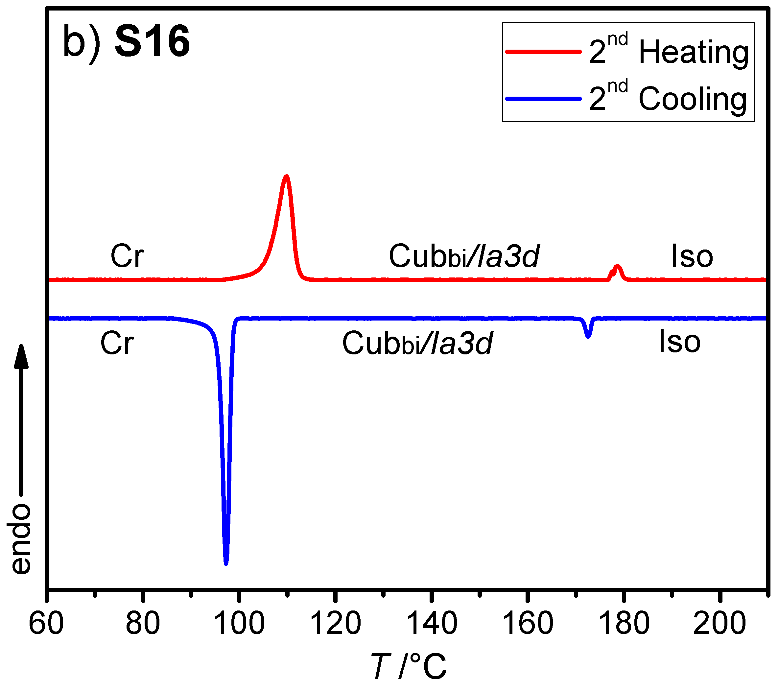 b) S16
2nd Heating
2nd Cooling
Cr Cubbi/Ia3d Iso
Cr Cubbi/Ia3d Iso
endo
60 80 100 120 140 160 180 200
T /°C